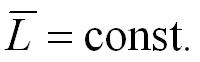 L̅ = const.